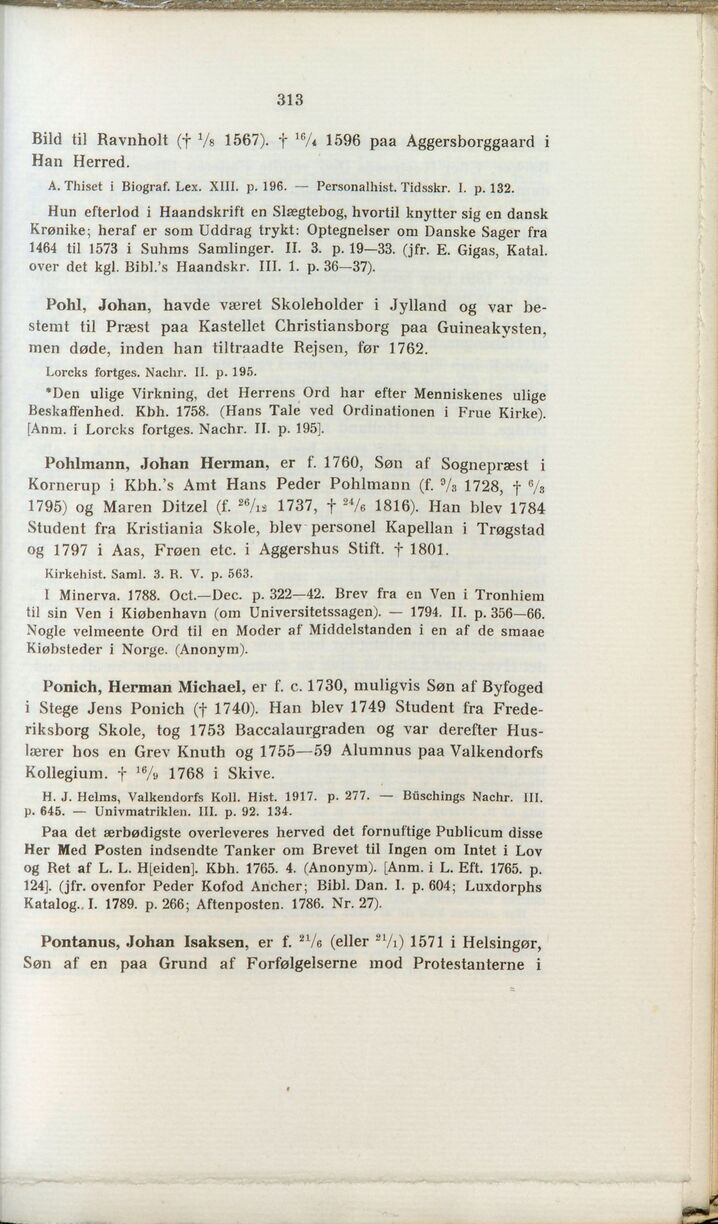 313
Bild til Ravnholt († 1/8 1567). † 16/4 1596 paa Aggersborggaard i
Han Herred.
A. Thiset i Biograf. Lex. XIII. p. 196. — Personalhist. Tidsskr. I. p. 132.
Hun efterlod i Haandskrift en Slægtebog, hvortil knytter sig en dansk
Krønike; heraf er som Uddrag trykt: Optegnelser om Danske Sager fra
1464 til 1573 i Suhms Samlinger. II. 3. p. 19—33. (jfr. E. Gigas, Katal.
over det kgl. Bibl.'s Haandskr. III. 1. p. 36—37).
Pohl, Johan, havde været Skoleholder i Jylland og var be-
stemt til Præst paa Kastellet Christiansborg paa Guineakysten,
men døde, inden han tiltraadte Rejsen, før 1762.
Lorcks fortges. Nachr. II. p. 195.
*Den ulige Virkning, det Herrens Ord har efter Menniskenes ulige
Beskaffenhed. Kbh. 1758. (Hans Tale ved Ordinationen i Frue Kirke).
[Anm. i Lorcks fortges. Nachr. II. p. 195].
Pohlmann, Johan Herman, er f. 1760, Søn af Sognepræst i
Kornerup i Kbh.'s Amt Hans Peder Pohlmann (f. 9/3 1728, † 6/3
1795) og Maren Ditzel (f. 26/12 1737, † 24/6 1816). Han blev 1784
Student fra Kristiania Skole, blev personel Kapellan i Trøgstad
og 1797 i Aas, Frøen etc. i Aggershus Stift. † 1801.
Kirkehist. Saml. 3. R. V. p. 563.
I Minerva. 1788. Oct.—Dec. p. 322—42. Brev fra en Ven i Tronhiem
til sin Ven i Kiøbenhavn (om Universitetssagen). — 1794. II. p. 356—66.
Nogle velmeente Ord til en Moder af Middelstanden i en af de smaae
Kiøbsteder i Norge. (Anonym).
Ponich, Herman Michael, er f. c. 1730, muligvis Søn af Byfoged
i Stege Jens Ponich († 1740). Han blev 1749 Student fra Frede-
riksborg Skole, tog 1753 Baccalaurgraden og var derefter Hus-
lærer hos en Grev Knuth og 1755—59 Alumnus paa Valkendorfs
Kollegium. † 16/9 1768 i Skive.
H. J. Helms, Valkendorfs Koll. Hist. 1917. p. 277. — Büschings Nachr. III.
p. 645. — Univmatriklen. III. p. 92. 134.
Paa det ærbødigste overleveres herved det fornuftige Publicum disse
Her Med Posten indsendte Tanker om Brevet til Ingen om Intet i Lov
og Ret af L. L. H[eiden]. Kbh. 1765. 4. (Anonym). [Anm. i L. Eft. 1765. p.
124]. (jfr. ovenfor Peder Kofod Ancher; Bibl. Dan. I. p. 604; Luxdorphs
Katalog. I. 1789. p. 266; Aftenposten. 1786. Nr. 27).
Pontanus, Johan Isaksen, er f. 21/6 (eller 21/1) 1571 i Helsingør,
Søn af en paa Grund af Forfølgelserne mod Protestanterne i